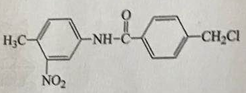 O
H₃C NH–C CH₂Cl
NO₂